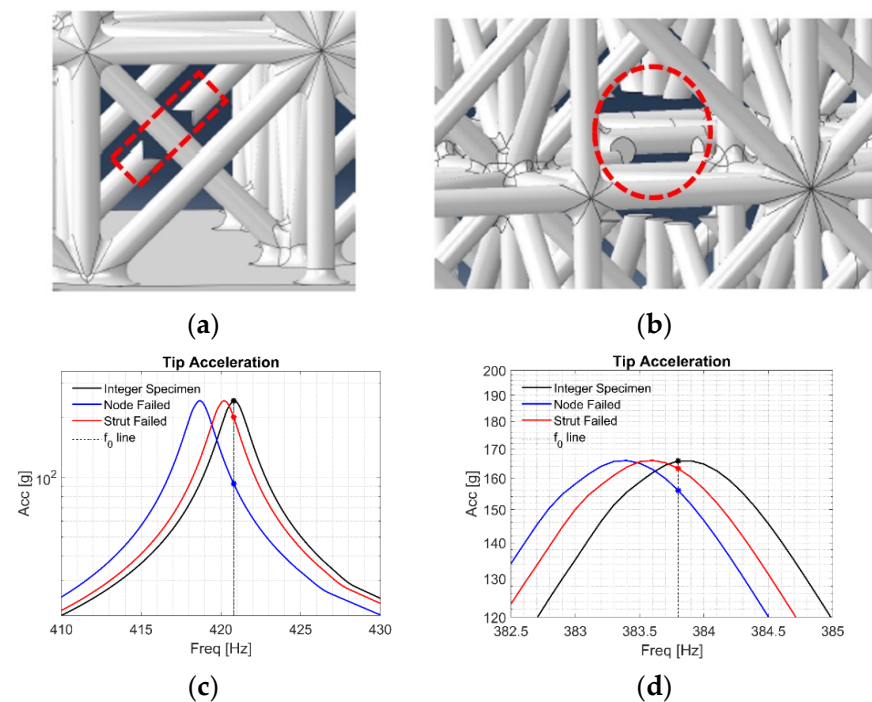 (a)
(b)
Tip Acceleration
Integer Specimen
Node Failed
Strut Failed
f₀ line
10²
Acc [g]
410
415
420
425
430
Freq [Hz]
(c)
Tip Acceleration
Integer Specimen
Node Failed
Strut Failed
f₀ line
200
190
180
170
160
150
140
130
120
Acc [g]
382.5
383
383.5
384
384.5
385
Freq [Hz]
(d)